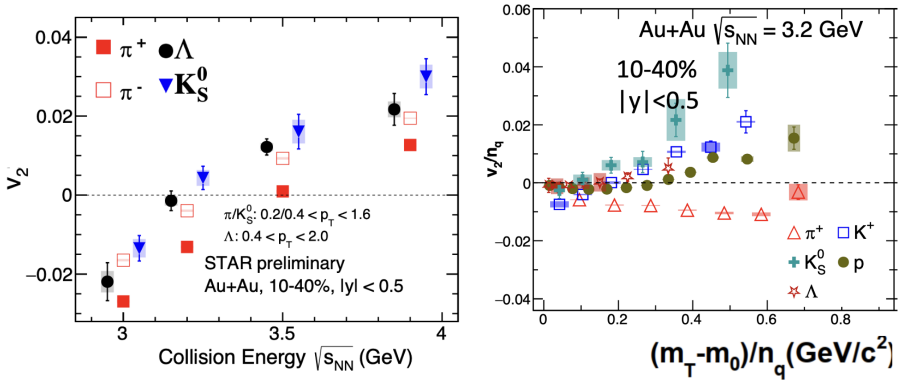 0.04
0.02
0
−0.02
v₂
π⁺ Λ
π⁻ K⁰S
π/K⁰S: 0.2/0.4 < pT < 1.6
Λ: 0.4 < pT < 2.0
STAR preliminary
Au+Au, 10-40%, |y| < 0.5
3 3.5 4
Collision Energy √sNN (GeV)
0.06
0.04
0.02
0.00
−0.02
−0.04
v₂/nq
Au+Au √sNN = 3.2 GeV
10-40%
|y|<0.5
π⁺ K⁺
K⁰S p
Λ
0 0.2 0.4 0.6 0.8
(mT-m0)/nq(GeV/c²)